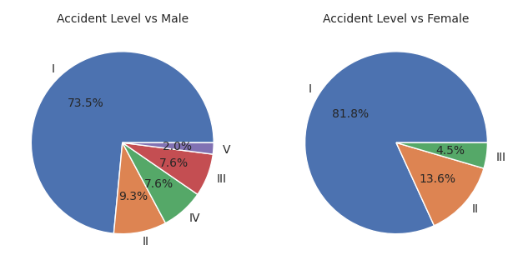 Accident Level vs Male
I
73.5%
2.0%
V
7.6%
III
7.6%
IV
9.3%
II
Accident Level vs Female
I
81.8%
4.5%
III
13.6%
II